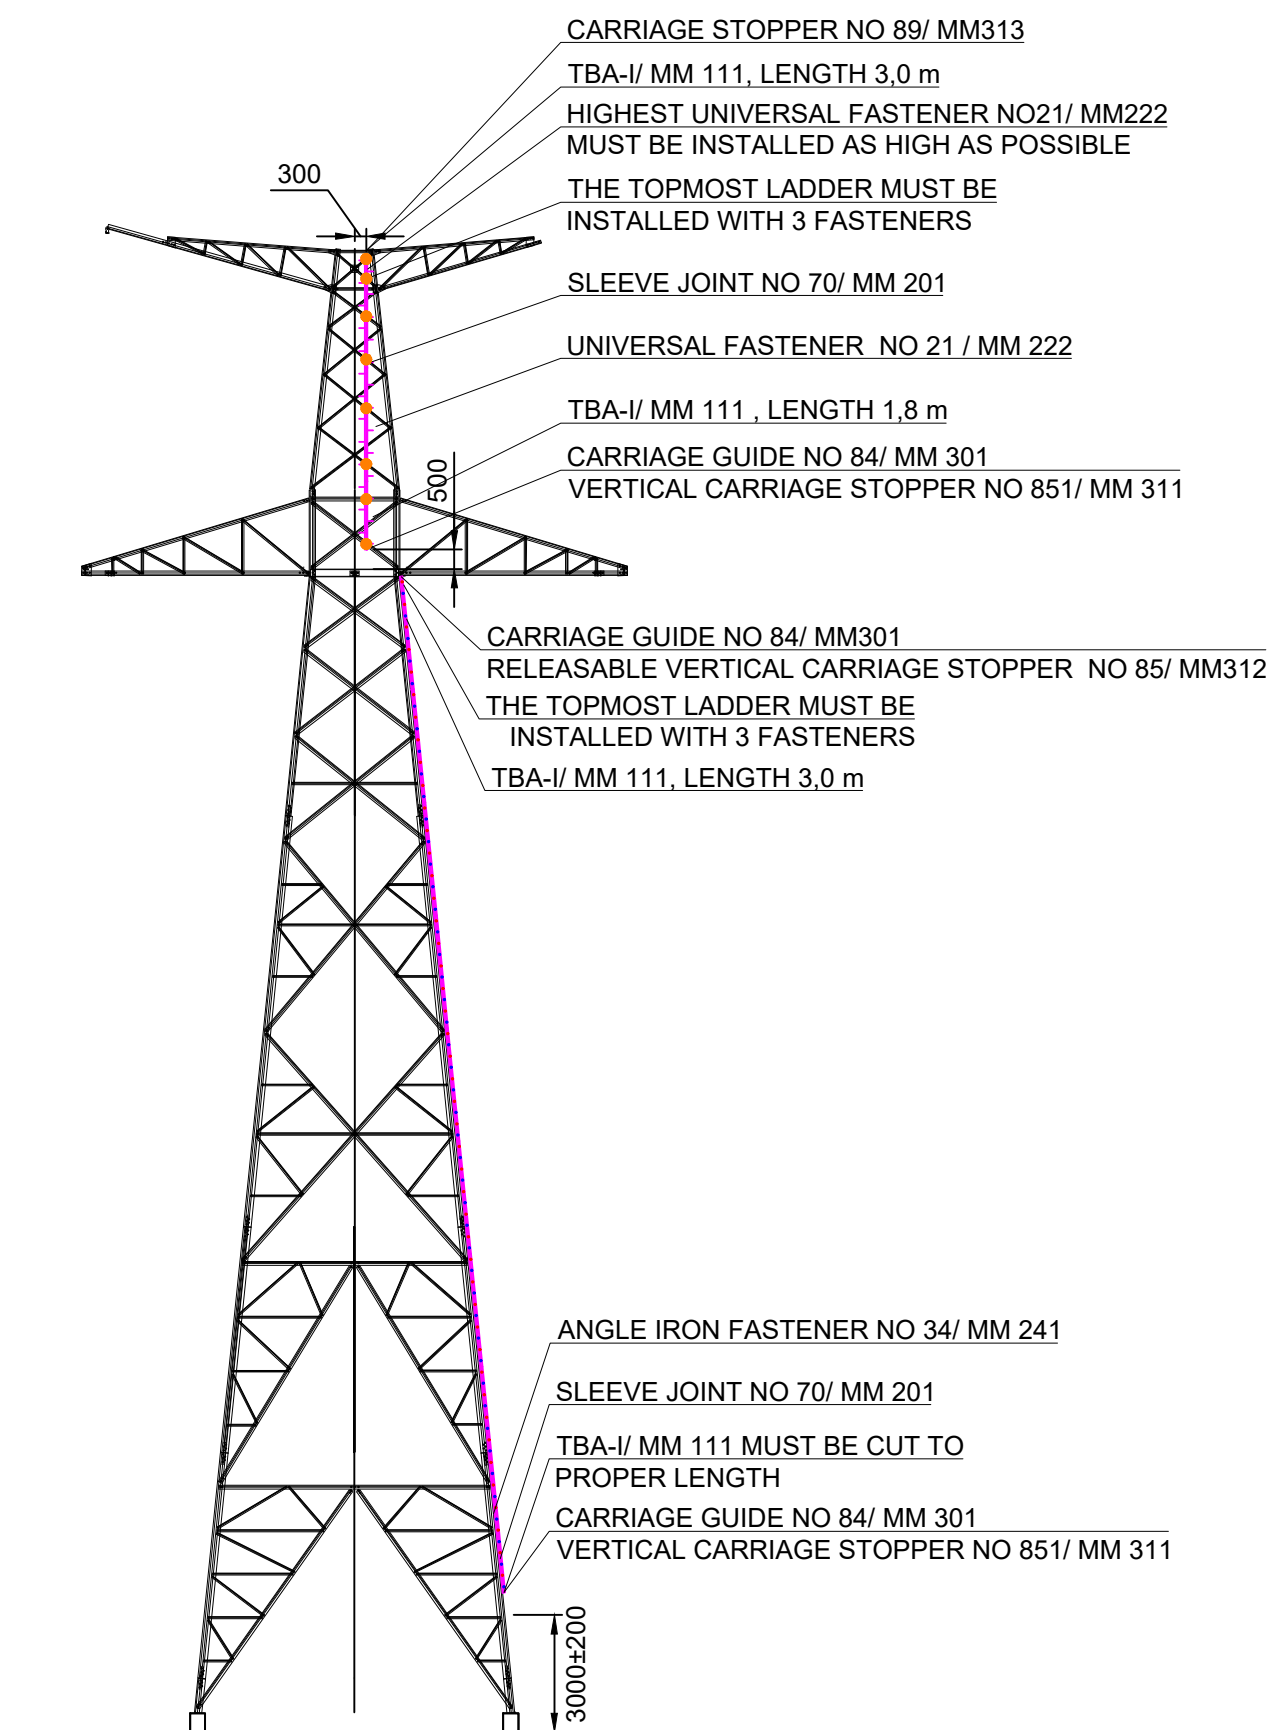 CARRIAGE STOPPER NO 89/ MM313
TBA-I/ MM 111, LENGTH 3,0 m
HIGHEST UNIVERSAL FASTENER NO21/ MM222
MUST BE INSTALLED AS HIGH AS POSSIBLE
300
THE TOPMOST LADDER MUST BE
INSTALLED WITH 3 FASTENERS
SLEEVE JOINT NO 70/ MM 201
UNIVERSAL FASTENER NO 21 / MM 222
TBA-I/ MM 111 , LENGTH 1,8 m
CARRIAGE GUIDE NO 84/ MM 301
VERTICAL CARRIAGE STOPPER NO 851/ MM 311
500
CARRIAGE GUIDE NO 84/ MM301
RELEASABLE VERTICAL CARRIAGE STOPPER NO 85/ MM312
THE TOPMOST LADDER MUST BE
INSTALLED WITH 3 FASTENERS
TBA-I/ MM 111, LENGTH 3,0 m
ANGLE IRON FASTENER NO 34/ MM 241
SLEEVE JOINT NO 70/ MM 201
TBA-I/ MM 111 MUST BE CUT TO
PROPER LENGTH
CARRIAGE GUIDE NO 84/ MM 301
VERTICAL CARRIAGE STOPPER NO 851/ MM 311
3000±200